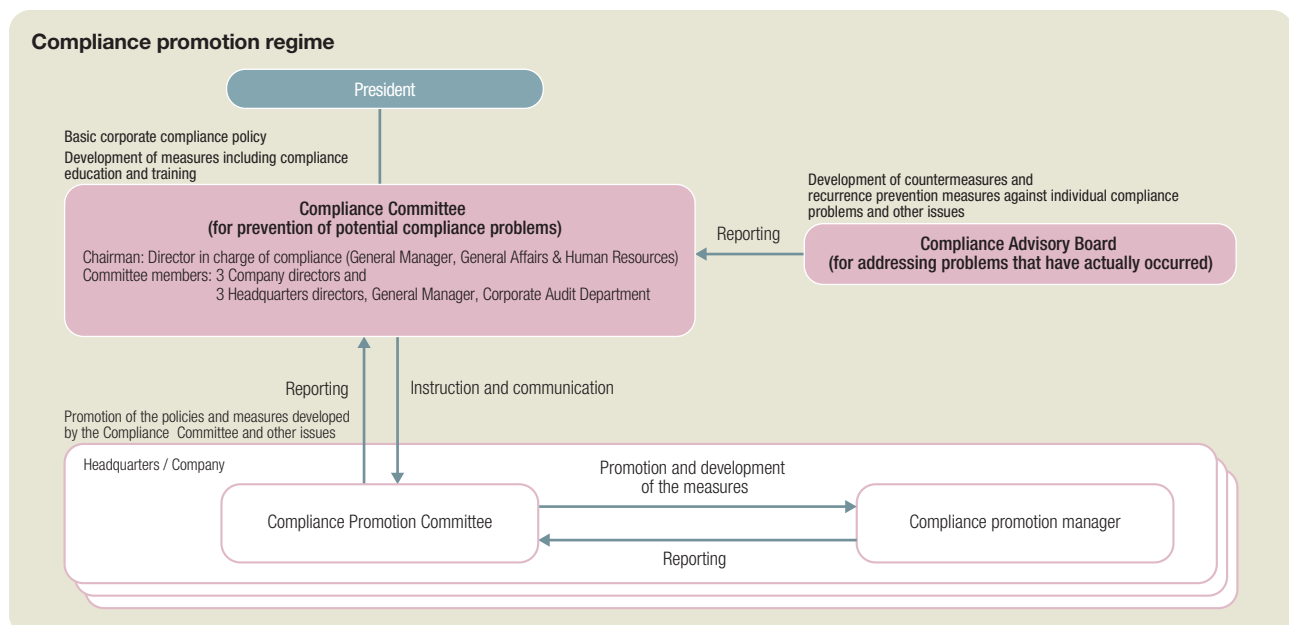 Compliance promotion regime
President
Basic corporate compliance policy
Development of measures including compliance
education and training
Compliance Committee
(for prevention of potential compliance problems)
Chairman: Director in charge of compliance (General Manager, General Affairs & Human Resources)
Committee members: 3 Company directors and
3 Headquarters directors, General Manager, Corporate Audit Department
Reporting
Development of countermeasures and
recurrence prevention measures against individual compliance
problems and other issues
Compliance Advisory Board
(for addressing problems that have actually occurred)
Reporting
Instruction and communication
Promotion of the policies and measures developed
by the Compliance Committee and other issues
Headquarters / Company
Compliance Promotion Committee
Promotion and development
of the measures
Reporting
Compliance promotion manager